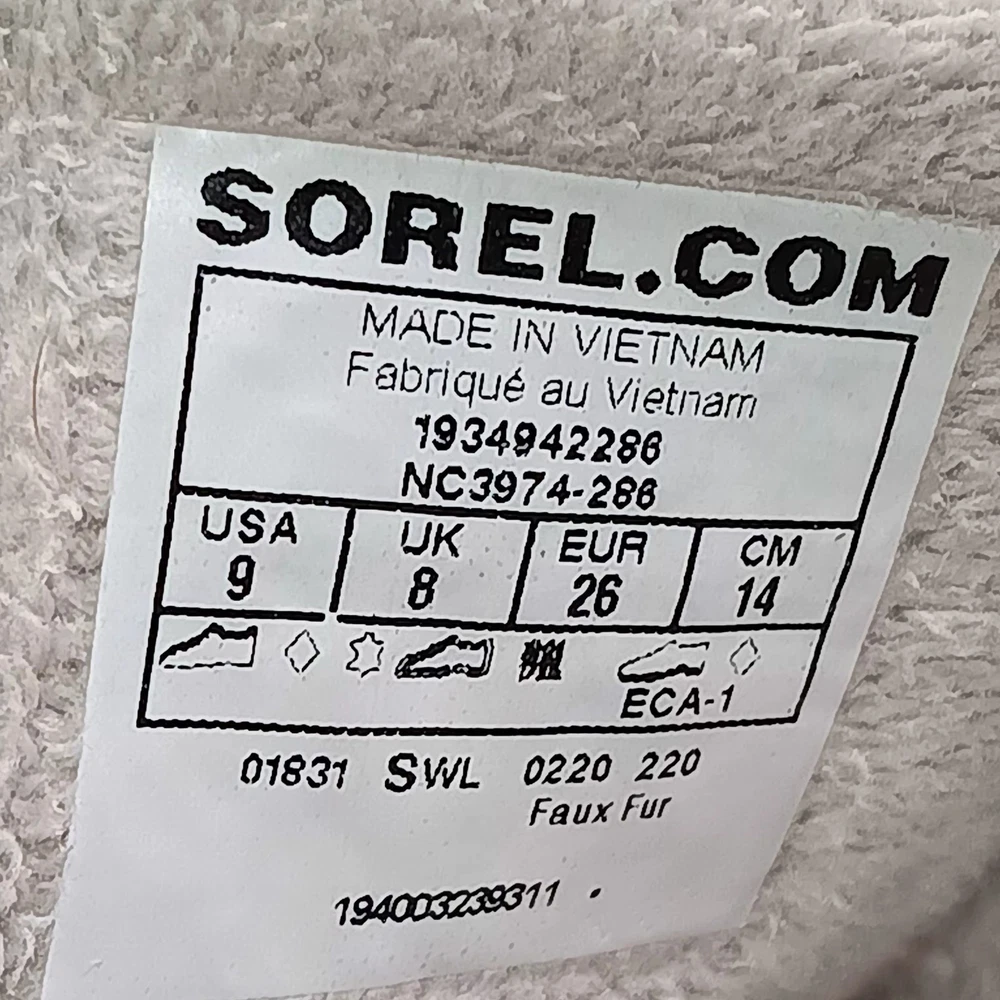 SOREL.COM
MADE IN VIETNAM
Fabriqué au Vietnam
1934942286
NC3974-286
USA UK EUR CM
9 8 26 14
ECA-1
01831 SWL 0220 220
Faux Fur
194003239311